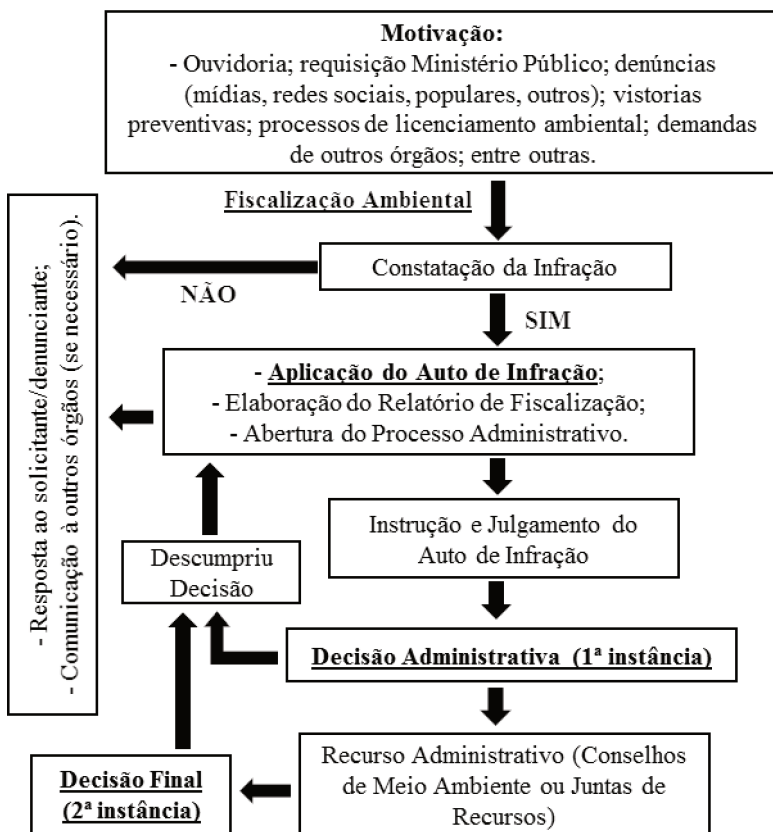 Motivação:
- Ouvidoria; requisição Ministério Público; denúncias
(mídias, redes sociais, populares, outros); vistorias
preventivas; processos de licenciamento ambiental; demandas
de outros órgãos; entre outras.
Fiscalização Ambiental
Constatação da Infração
NÃO
SIM
- Resposta ao solicitante/denunciante;
- Comunicação à outros órgãos (se necessário).
- Aplicação do Auto de Infração;
- Elaboração do Relatório de Fiscalização;
- Abertura do Processo Administrativo.
Instrução e Julgamento do
Auto de Infração
Descumpriu
Decisão
Decisão Administrativa (1ª instância)
Recurso Administrativo (Conselhos
de Meio Ambiente ou Juntas de
Recursos)
Decisão Final
(2ª instância)